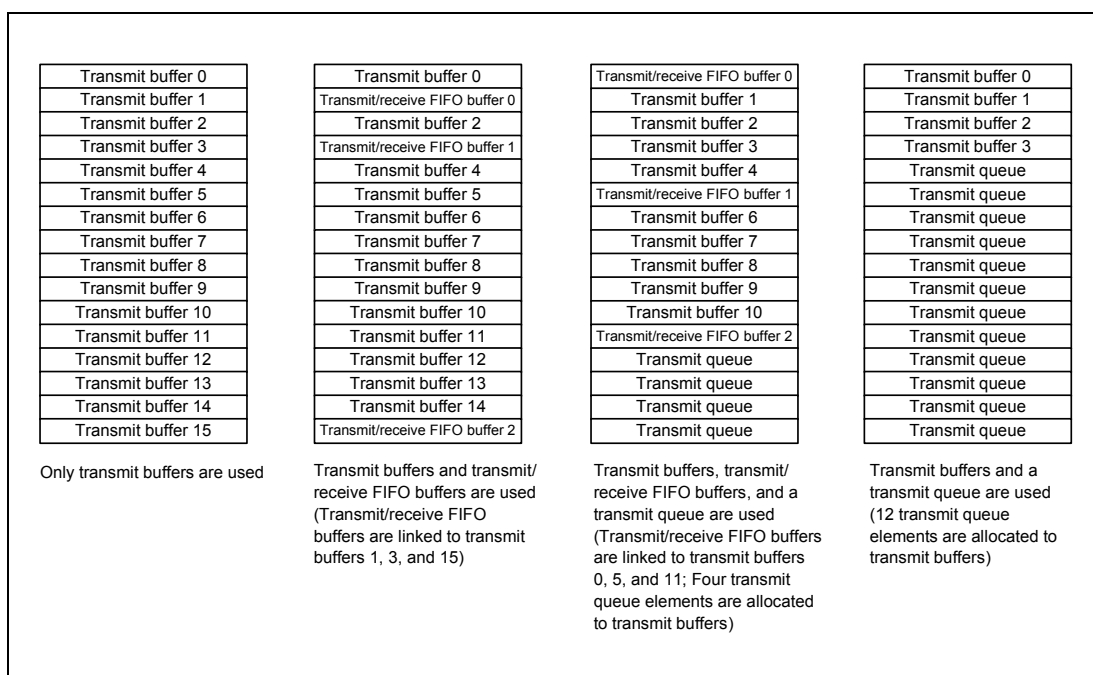 Transmit buffer 0
Transmit buffer 1
Transmit buffer 2
Transmit buffer 3
Transmit buffer 4
Transmit buffer 5
Transmit buffer 6
Transmit buffer 7
Transmit buffer 8
Transmit buffer 9
Transmit buffer 10
Transmit buffer 11
Transmit buffer 12
Transmit buffer 13
Transmit buffer 14
Transmit buffer 15
Only transmit buffers are used
Transmit buffer 0
Transmit/receive FIFO buffer 0
Transmit buffer 2
Transmit/receive FIFO buffer 1
Transmit buffer 4
Transmit buffer 5
Transmit buffer 6
Transmit buffer 7
Transmit buffer 8
Transmit buffer 9
Transmit buffer 10
Transmit buffer 11
Transmit buffer 12
Transmit buffer 13
Transmit buffer 14
Transmit/receive FIFO buffer 2
Transmit buffers and transmit/
receive FIFO buffers are used
(Transmit/receive FIFO
buffers are linked to transmit
buffers 1, 3, and 15)
Transmit/receive FIFO buffer 0
Transmit buffer 1
Transmit buffer 2
Transmit buffer 3
Transmit buffer 4
Transmit/receive FIFO buffer 1
Transmit buffer 6
Transmit buffer 7
Transmit buffer 8
Transmit buffer 9
Transmit buffer 10
Transmit/receive FIFO buffer 2
Transmit queue
Transmit queue
Transmit queue
Transmit queue
Transmit buffers, transmit/
receive FIFO buffers, and a
transmit queue are used
(Transmit/receive FIFO buffers
are linked to transmit buffers
0, 5, and 11; Four transmit
queue elements are allocated
to transmit buffers)
Transmit buffer 0
Transmit buffer 1
Transmit buffer 2
Transmit buffer 3
Transmit queue
Transmit queue
Transmit queue
Transmit queue
Transmit queue
Transmit queue
Transmit queue
Transmit queue
Transmit queue
Transmit queue
Transmit queue
Transmit queue
Transmit buffers and a
transmit queue are used
(12 transmit queue
elements are allocated to
transmit buffers)